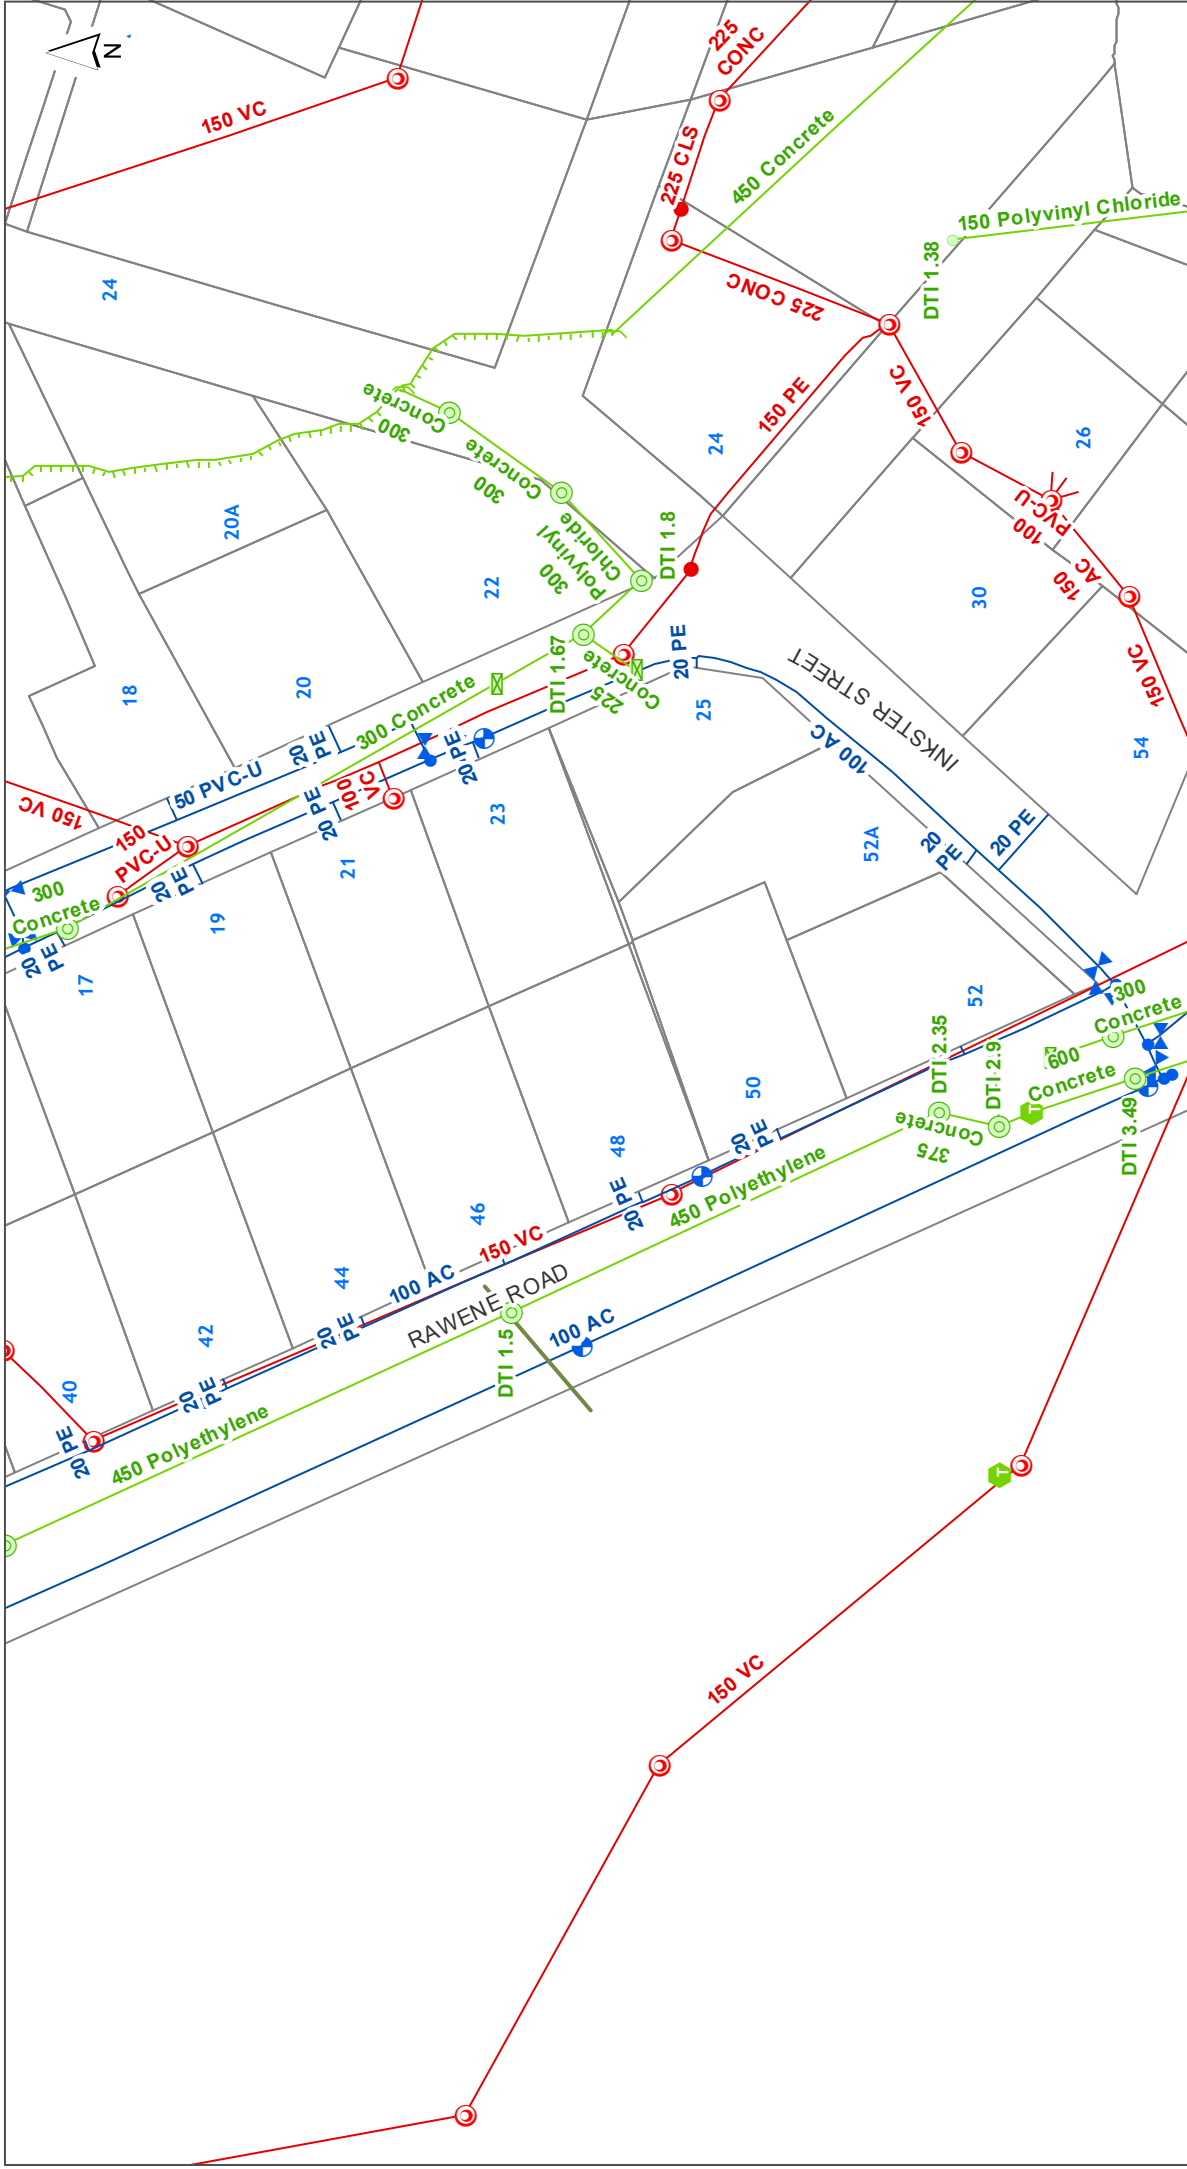 N
225
CONC
150 VC
225 CLS
450 Concrete
150 Polyvinyl Chloride
DTI 1.38
24
225 CONC
Concrete
300
150 PE
150 VC
24
26
Concrete
300
20A
PVC-U
100
DTI 1.8
Polyvinyl
Chloride
300
150
AC
22
30
20 PE
DTI 1.67
Concrete
225
150 VC
INKSTER STREET
18
20
25
54
300 Concrete
20
PE
20 PE
100 AC
50 PVC-U
150 VC
100
VC
20
PE
23
150
PVC-U
20 PE
20
PE
52A
21
20
PE
300
Concrete
19
20
PE
17
52
300
Concrete
DTI 2.35
DTI 2.9
600
Concrete
50
Concrete
375
DTI 3.49
48
20
PE
450 Polyethylene
20
PE
46
150 VC
100 AC
RAWENE ROAD
44
20
PE
100 AC
42
DTI 1.5
40
20
PE
450 Polyethylene
20 PE
T
150 VC